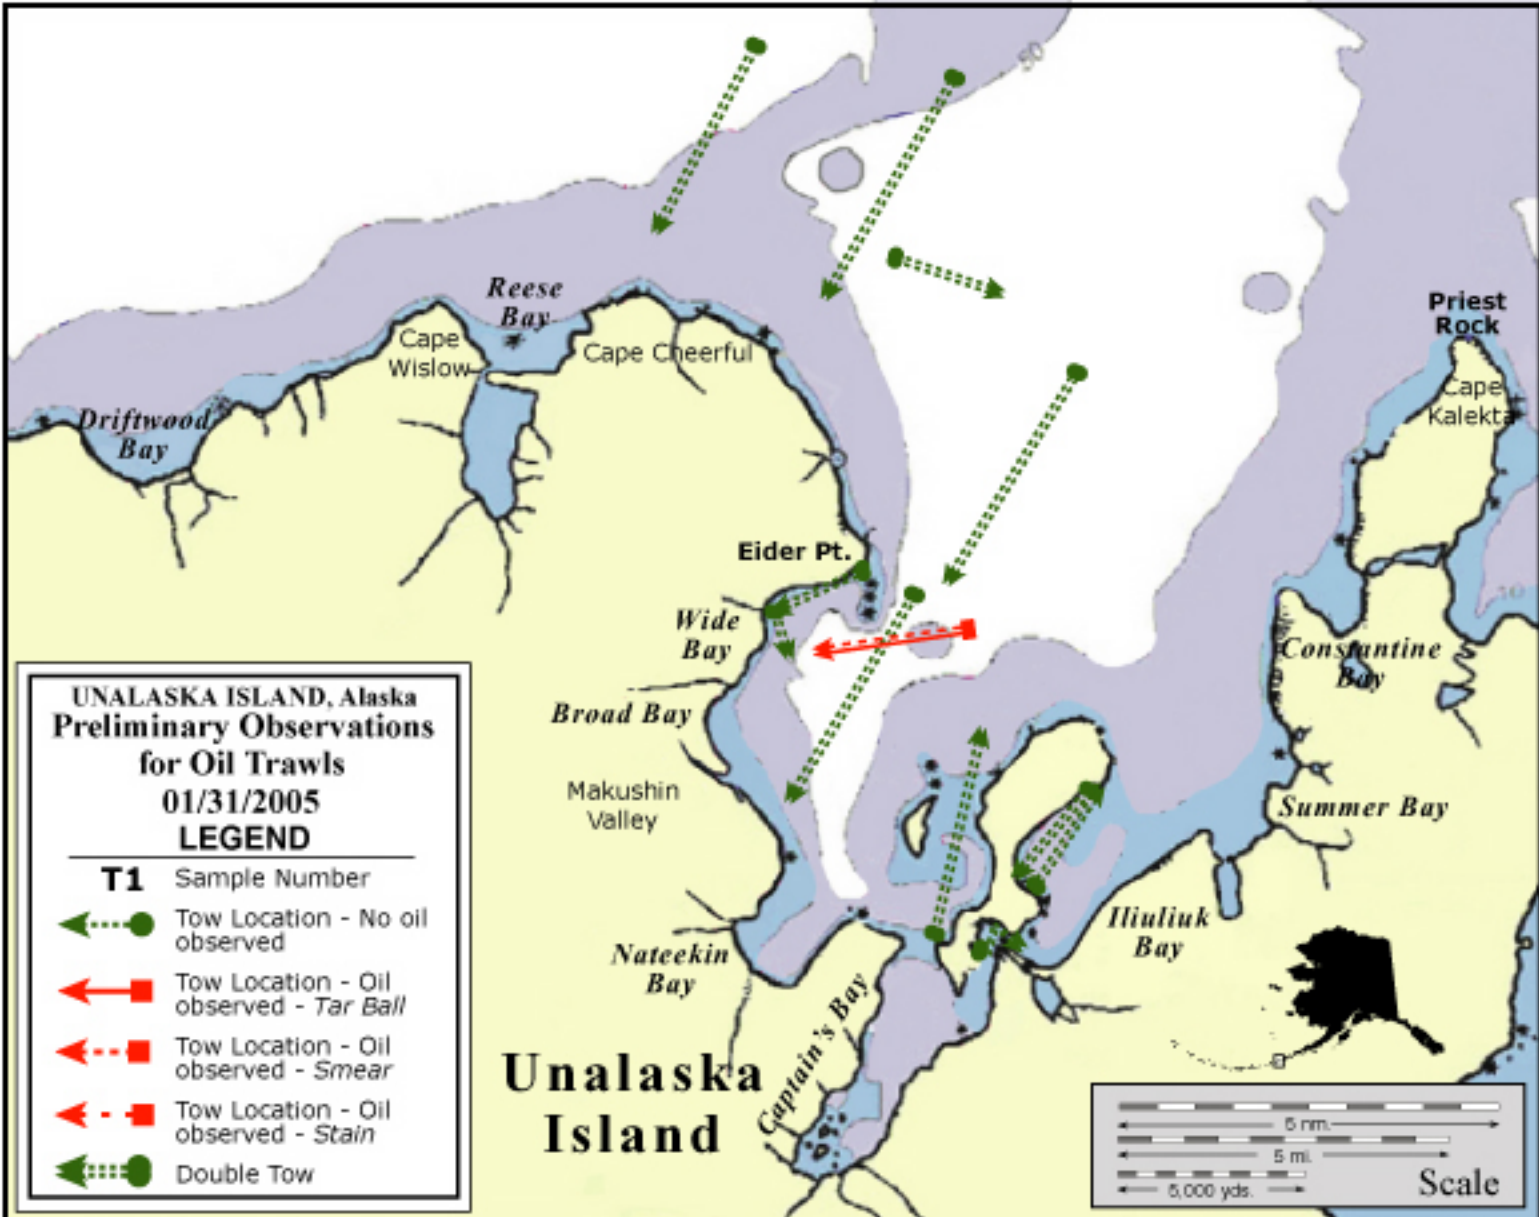 50
Reese
Bay
Cape
Wislow
Cape Cheerful
Driftwood
Bay
Priest
Rock
Cape
Kalekta
Eider Pt.
Wide
Bay
Constantine
Bay
Broad Bay
Makushin
Valley
Summer Bay
Iliuliuk
Bay
Nateekin
Bay
Captain's Bay
Unalaska
Island
UNALASKA ISLAND, Alaska
Preliminary Observations
for Oil Trawls
01/31/2005
LEGEND
T1 Sample Number
Tow Location - No oil
observed
Tow Location - Oil
observed - Tar Ball
Tow Location - Oil
observed - Smear
Tow Location - Oil
observed - Stain
Double Tow
5 nm.
5 mi.
5,000 yds.
Scale